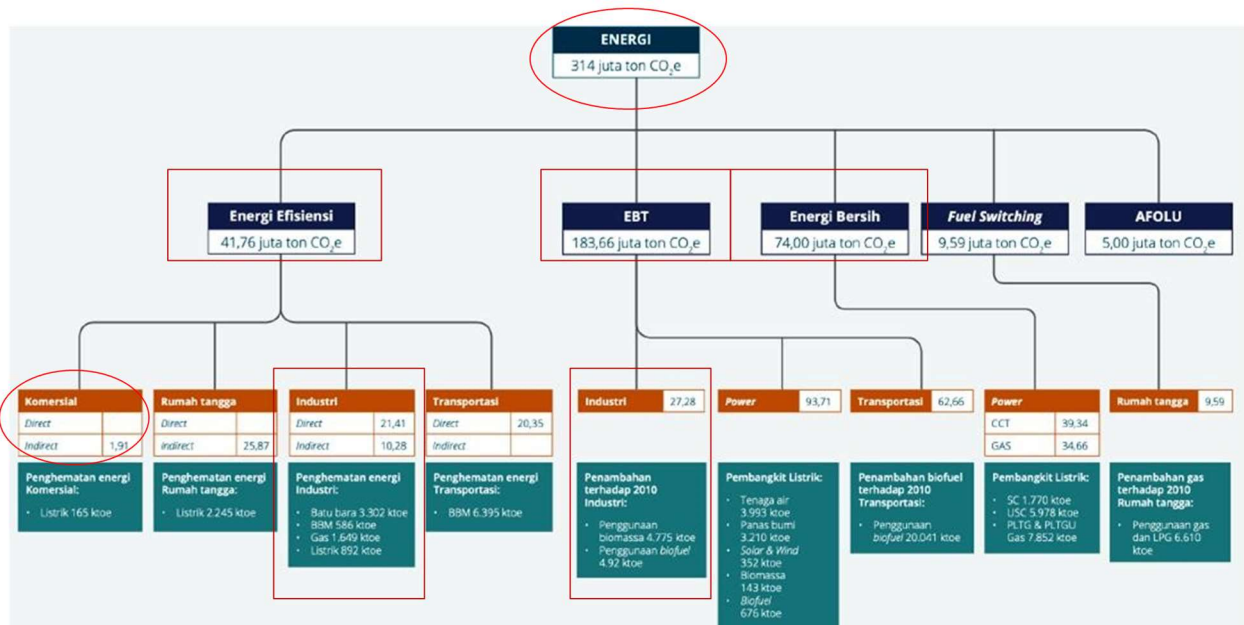 ENERGI
314 juta ton CO₂e
Energi Efisiensi
41,76 juta ton CO₂e
EBT
183,66 juta ton CO₂e
Energi Bersih
74,00 juta ton CO₂e
Fuel Switching
9,59 juta ton CO₂e
AFOLU
5,00 juta ton CO₂e
Komersial
Direct
Indirect 1,91
Penghematan energi
Komersial:
• Listrik 165 ktoe
Rumah tangga
Direct
Indirect 25,87
Penghematan energi
Rumah tangga:
• Listrik 2.245 ktoe
Industri
Direct 21,41
Indirect 10,28
Penghematan energi
Industri:
• Batu bara 3.302 ktoe
• BBM 586 ktoe
• Gas 1.649 ktoe
• Listrik 892 ktoe
Transportasi
Direct 20,35
Indirect
Penghematan energi
Transportasi:
• BBM 6.395 ktoe
Industri 27,28
Penambahan
terhadap 2010
Industri:
• Penggunaan
biomassa 4.775 ktoe
• Penggunaan biofuel
4.92 ktoe
Power 93,71
Pembangkit Listrik:
• Tenaga air
3.993 ktoe
• Panas bumi
3.210 ktoe
• Solar & Wind
352 ktoe
• Biomassa
143 ktoe
• Biofuel
676 ktoe
Transportasi 62,66
Penambahan biofuel
terhadap 2010
Transportasi:
• Penggunaan
biofuel 20.041 ktoe
Power
CCT 39,34
GAS 34,66
Pembangkit Listrik:
• SC 1.770 ktoe
• USC 5.978 ktoe
• PLTG & PLTGU
Gas 7.852 ktoe
Rumah tangga 9,59
Penambahan gas
terhadap 2010
Rumah tangga:
• Penggunaan gas
dan LPG 6.610
ktoe